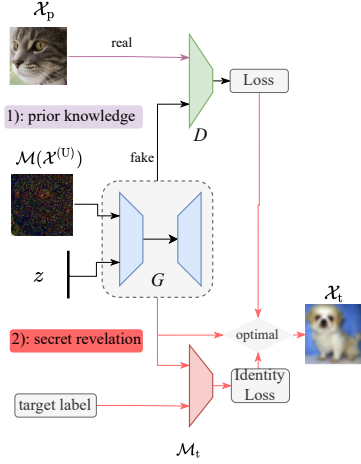 𝒳ₚ
real
Loss
1): prior knowledge
D
fake
ℳ(𝒳⁽ᵁ⁾)
z
G
𝒳ₜ
2): secret revelation
optimal
Identity
Loss
target label
ℳₜ